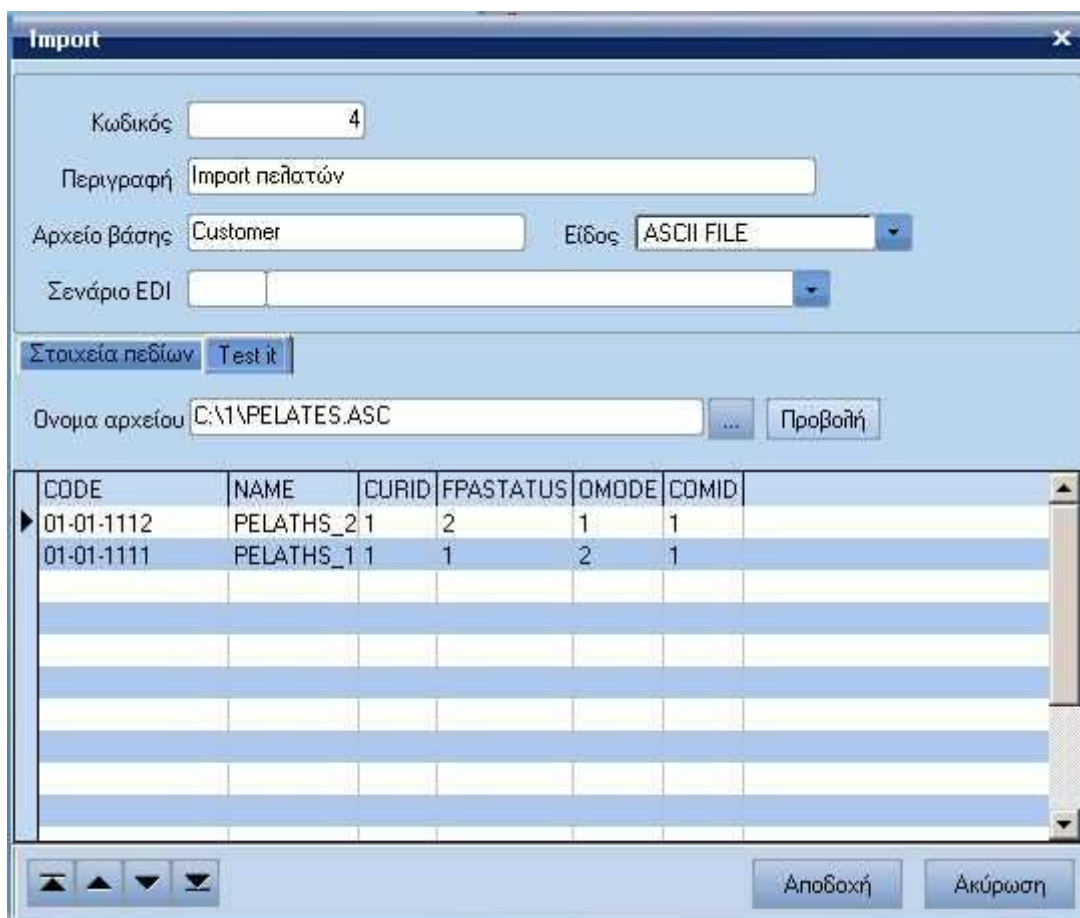 Import
Κωδικός 4
Περιγραφή Import πελατών
Αρχείο βάσης Customer Είδος ASCII FILE
Σενάριο EDI
Στοιχεία πεδίων Test it
Ονομα αρχείου C:\1\PELATES.ASC ... Προβολή
CODE NAME CURID FPASTATUS OMODE COMID
01-01-1112 PELATHS_2 1 2 1 1
01-01-1111 PELATHS_1 1 1 2 1
Αποδοχή Ακύρωση